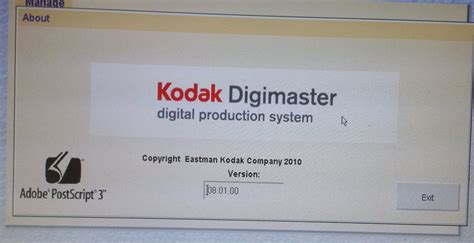 Manage
About
Kodak Digimaster
digital production system
Copyright Eastman Kodak Company 2010
Version:
08.01.00
Adobe® PostScript® 3™
Exit